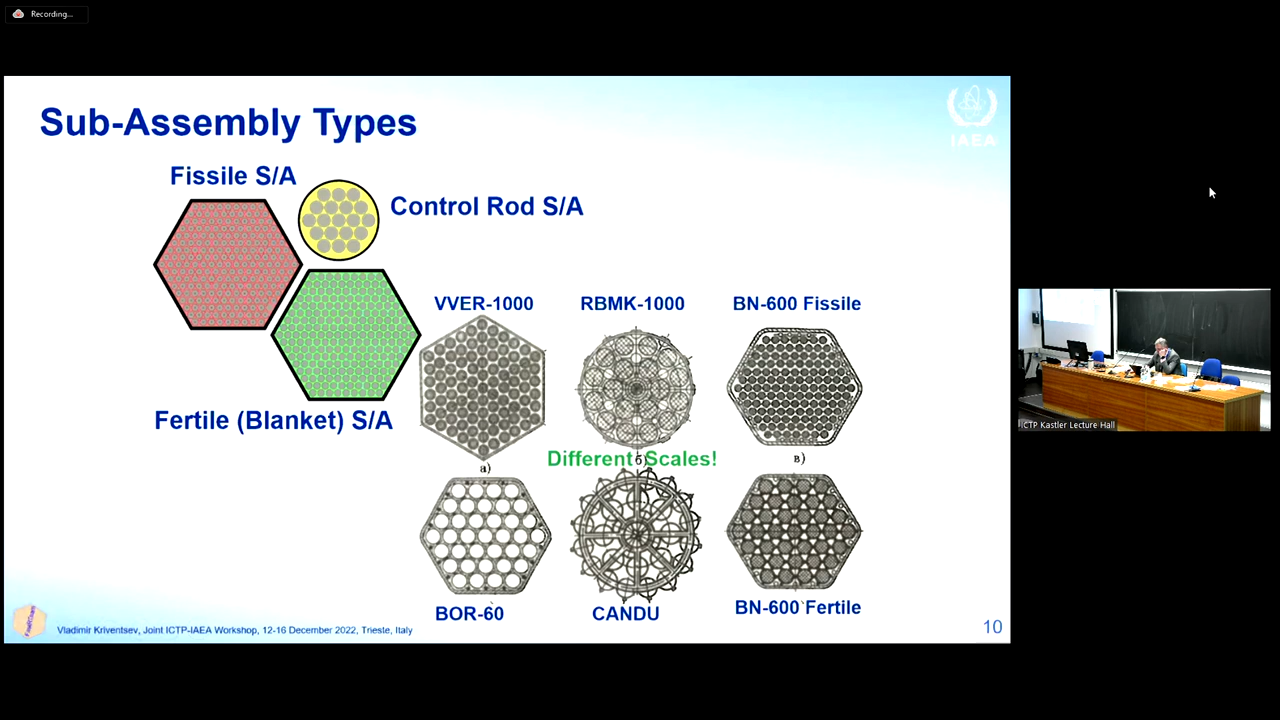 Recording...
Sub-Assembly Types
IAEA
Fissile S/A
Control Rod S/A
VVER-1000
RBMK-1000
BN-600 Fissile
Fertile (Blanket) S/A
Different Scales!
а)
б)
в)
BOR-60
CANDU
BN-600 Fertile
Vladimir Kriventsev, Joint ICTP-IAEA Workshop, 12-16 December 2022, Trieste, Italy
10
ICTP Kastler Lecture Hall